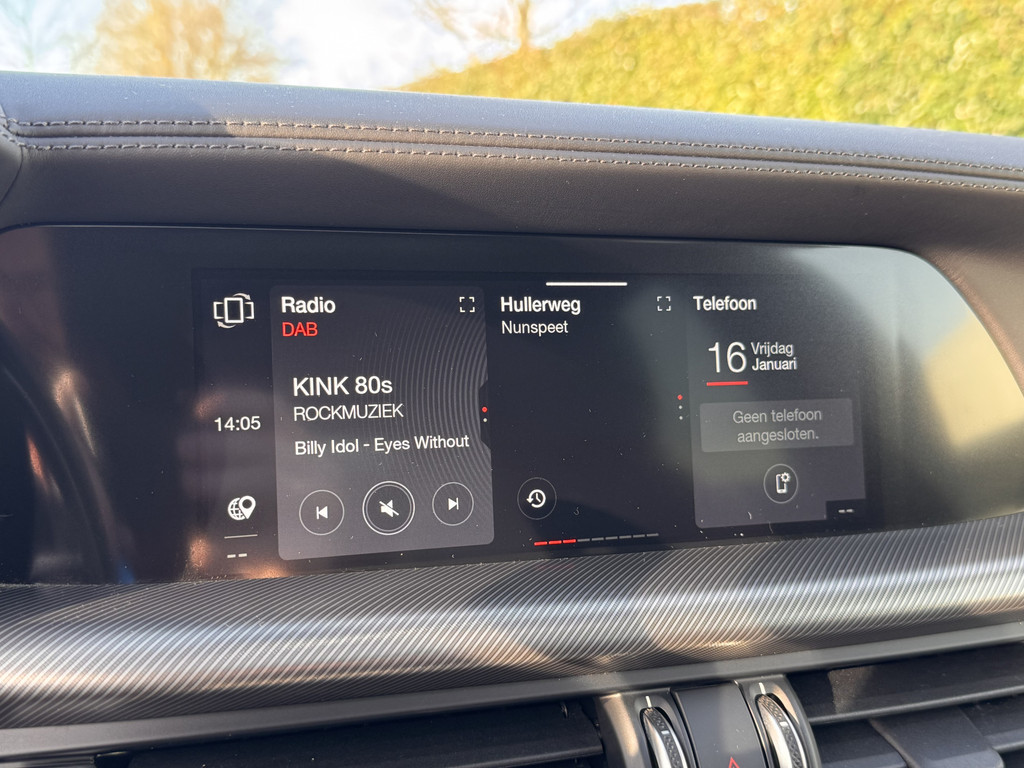 Radio
DAB
KINK 80s
ROCKMUZIEK
Billy Idol - Eyes Without
14:05
--
Hullerweg
Nunspeet
Telefoon
16 Vrijdag
Januari
Geen telefoon
aangesloten.
--